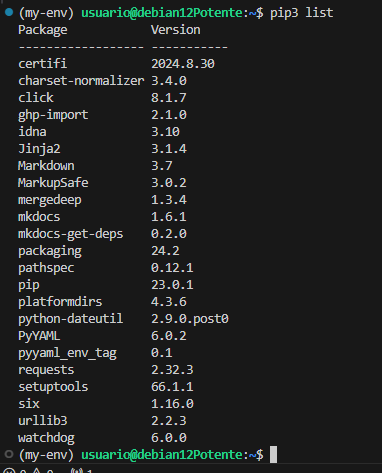 (my-env) usuario@debian12Potente:~$ pip3 list
Package            Version
------------------ -----------
certifi            2024.8.30
charset-normalizer 3.4.0
click              8.1.7
ghp-import         2.1.0
idna               3.10
Jinja2             3.1.4
Markdown           3.7
MarkupSafe         3.0.2
mergedeep          1.3.4
mkdocs             1.6.1
mkdocs-get-deps    0.2.0
packaging          24.2
pathspec           0.12.1
pip                23.0.1
platformdirs       4.3.6
python-dateutil    2.9.0.post0
PyYAML             6.0.2
pyyaml_env_tag     0.1
requests           2.32.3
setuptools         66.1.1
six                1.16.0
urllib3            2.2.3
watchdog           6.0.0
(my-env) usuario@debian12Potente:~$